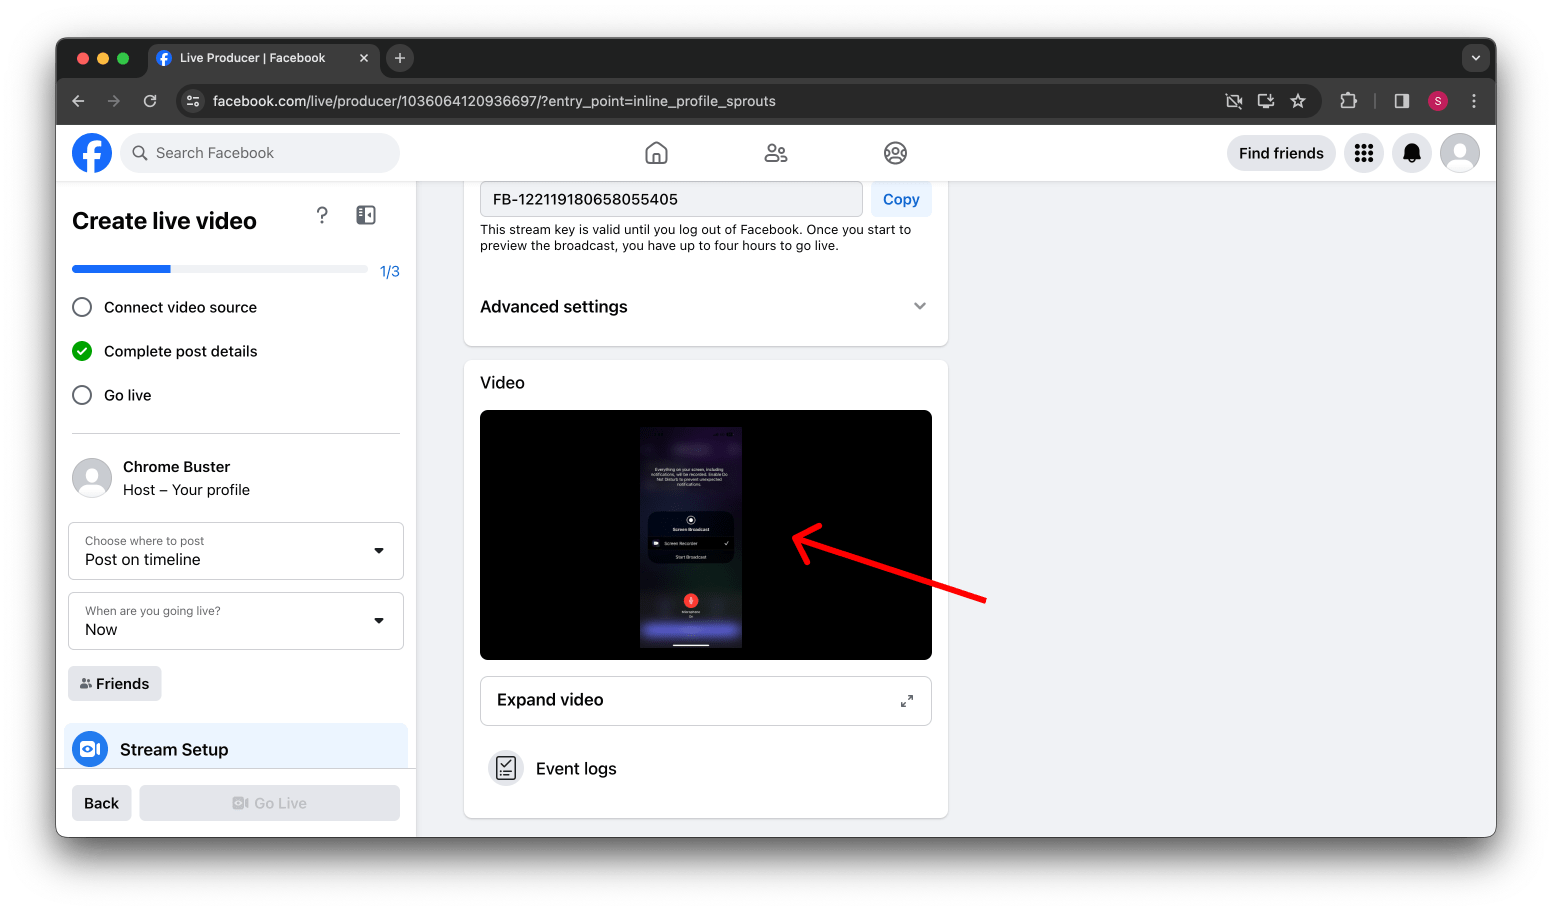 Live Producer | Facebook
facebook.com/live/producer/1036064120936697/?entry_point=inline_profile_sprouts
S
Search Facebook
Find friends
Create live video
?
1/3
Connect video source
Complete post details
Go live
Chrome Buster
Host – Your profile
Choose where to post
Post on timeline
When are you going live?
Now
Friends
Stream Setup
Back
Go Live
FB-122119180658055405
Copy
This stream key is valid until you log out of Facebook. Once you start to
preview the broadcast, you have up to four hours to go live.
Advanced settings
Video
Everything on your screen, including
notifications, will be recorded. Enable Do
Not Disturb to prevent unexpected
notifications.
Screen Broadcast
Screen Recorder
Start Broadcast
Microphone
On
Expand video
Event logs